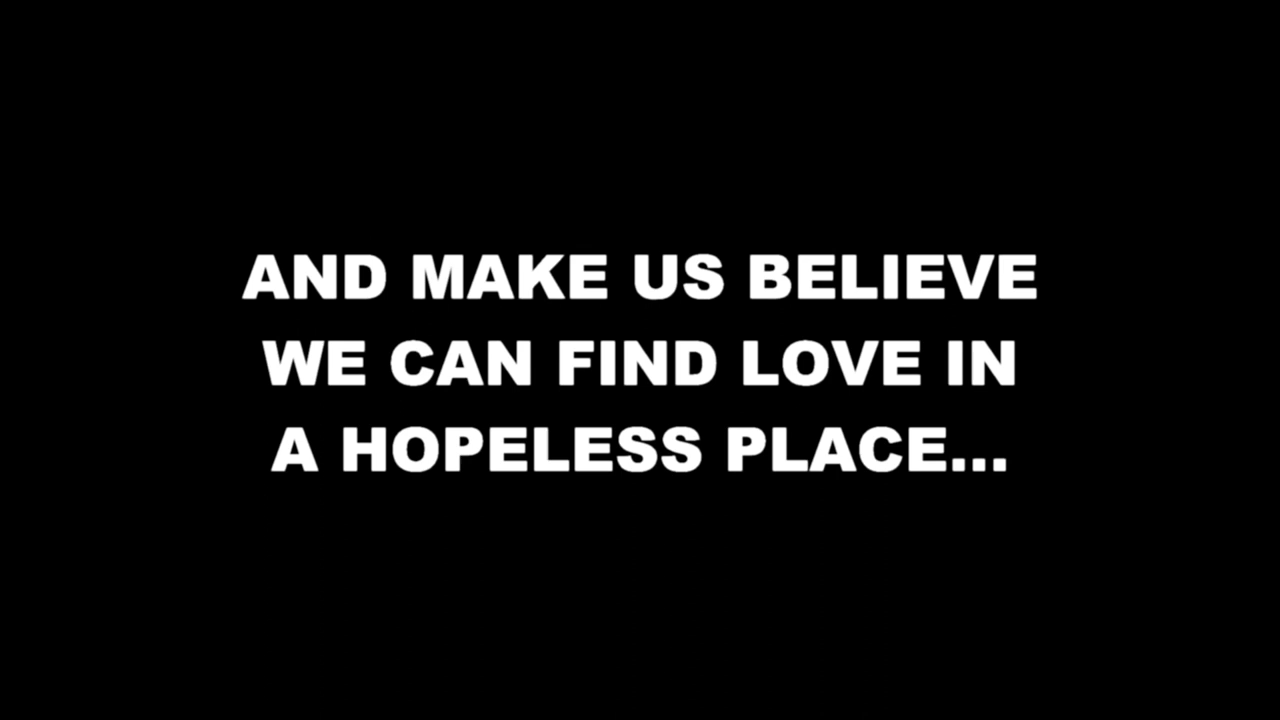 AND MAKE US BELIEVE
WE CAN FIND LOVE IN
A HOPELESS PLACE...